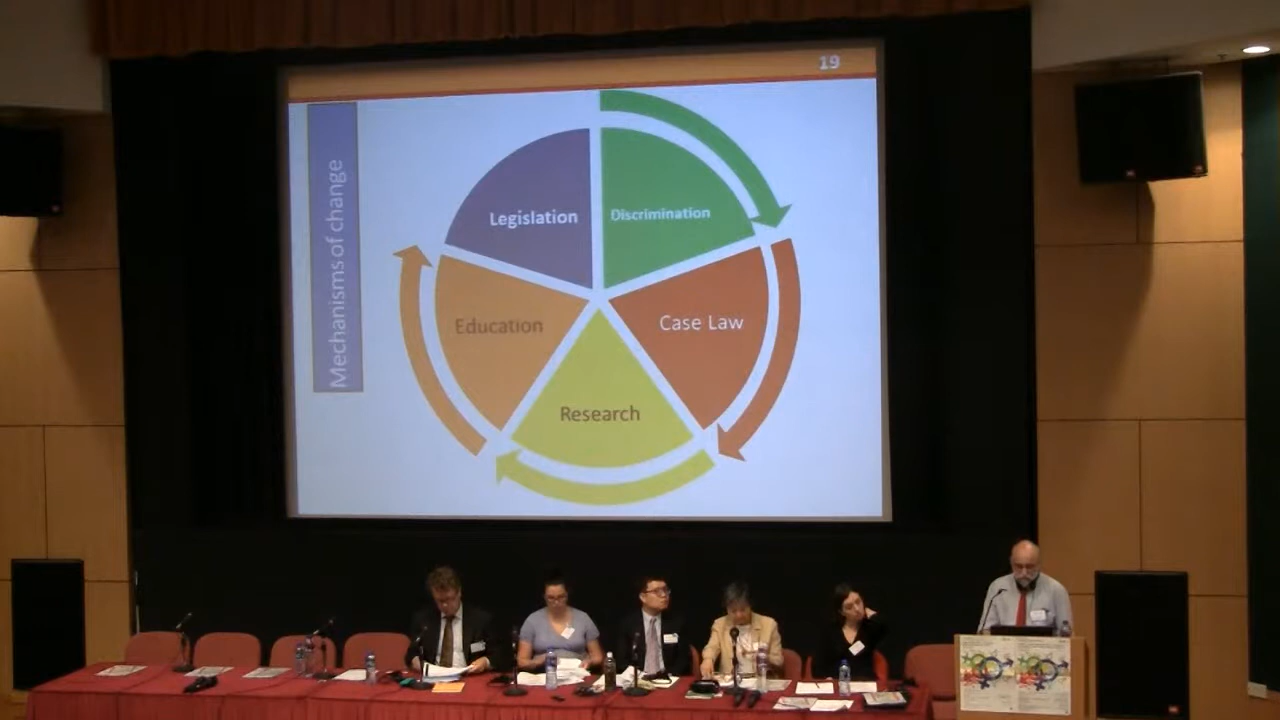 19
Mechanisms of change
Legislation
Discrimination
Education
Case Law
Research